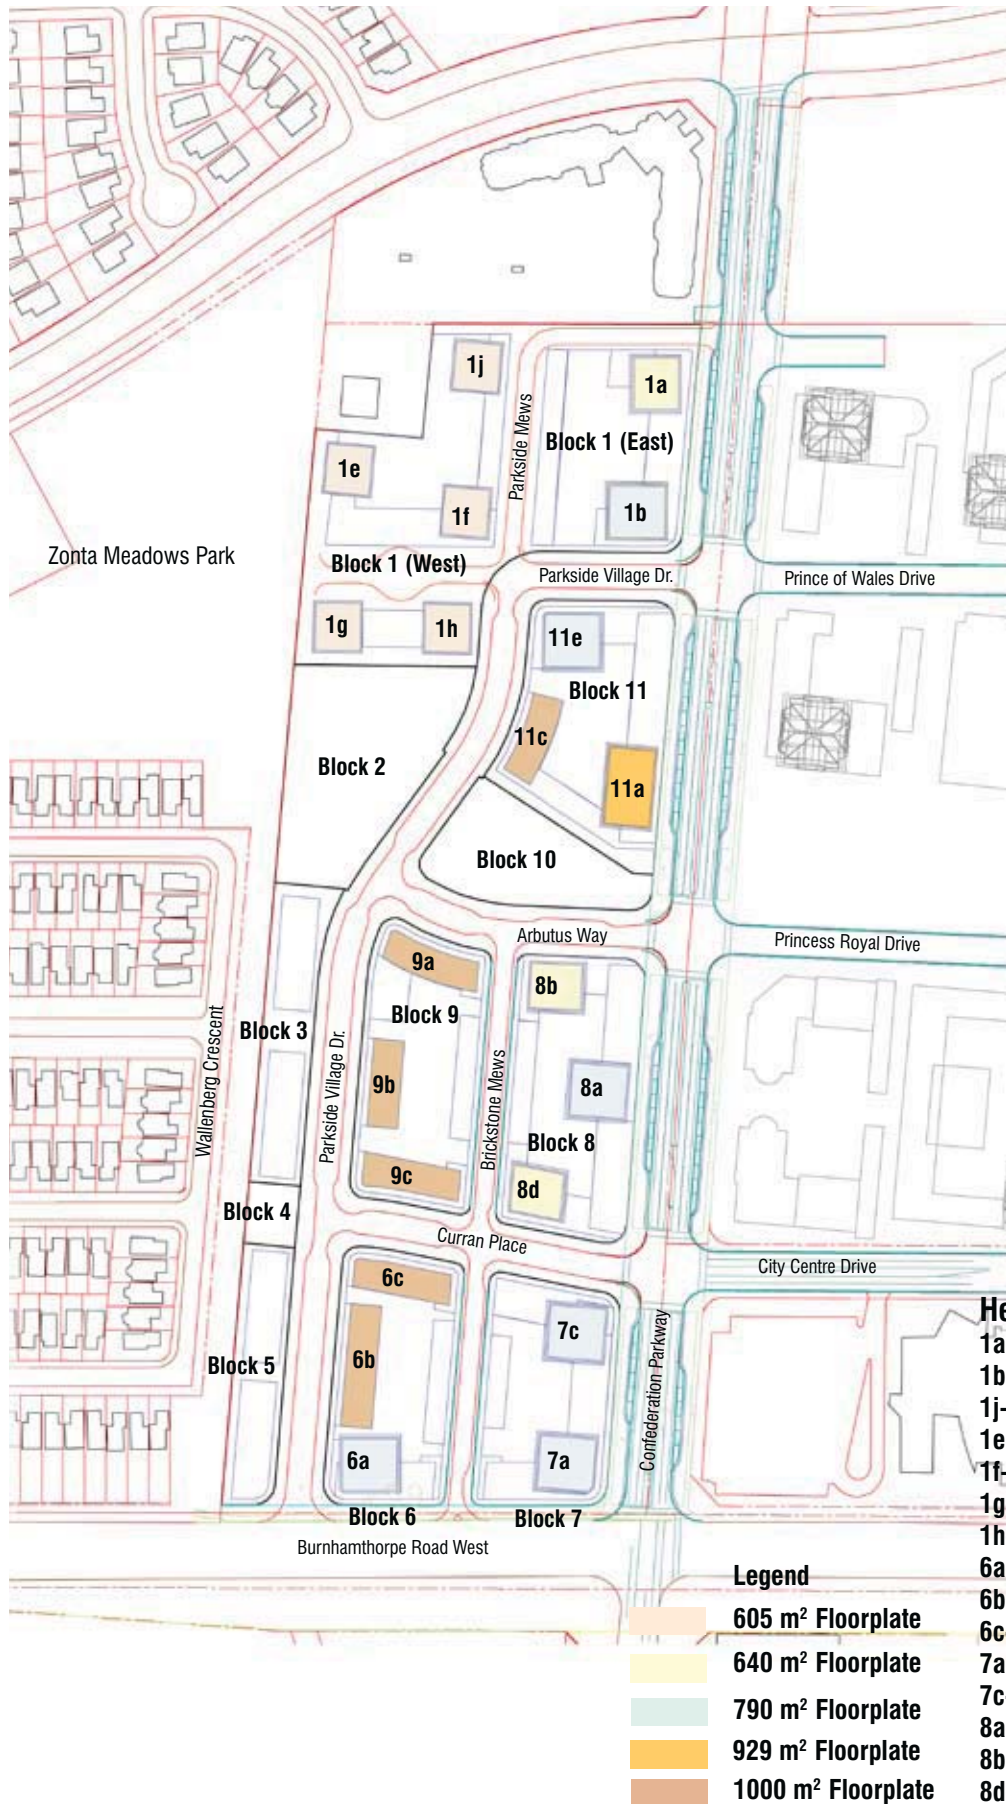 1j
1a
Parkside Mews
Block 1 (East)
1e
1f
1b
Zonta Meadows Park
Block 1 (West)
Parkside Village Dr.
Prince of Wales Drive
1g
1h
11e
Block 11
11c
Block 2
11a
Block 10
Arbutus Way
Princess Royal Drive
9a
8b
Block 9
Block 3
Wallenberg Crescent
Parkside Village Dr.
9b
Brickstone Mews
8a
Block 8
9c
8d
Block 4
Curran Place
City Centre Drive
6c
7c
Confederation Parkway
Block 5
6b
6a
7a
Block 6
Block 7
Burnhamthorpe Road West
Legend
605 m² Floorplate
640 m² Floorplate
790 m² Floorplate
929 m² Floorplate
1000 m² Floorplate
He
1a
1b
1j-
1e
1f-
1g
1h
6a
6b
6c
7a
7c
8a
8b
8d